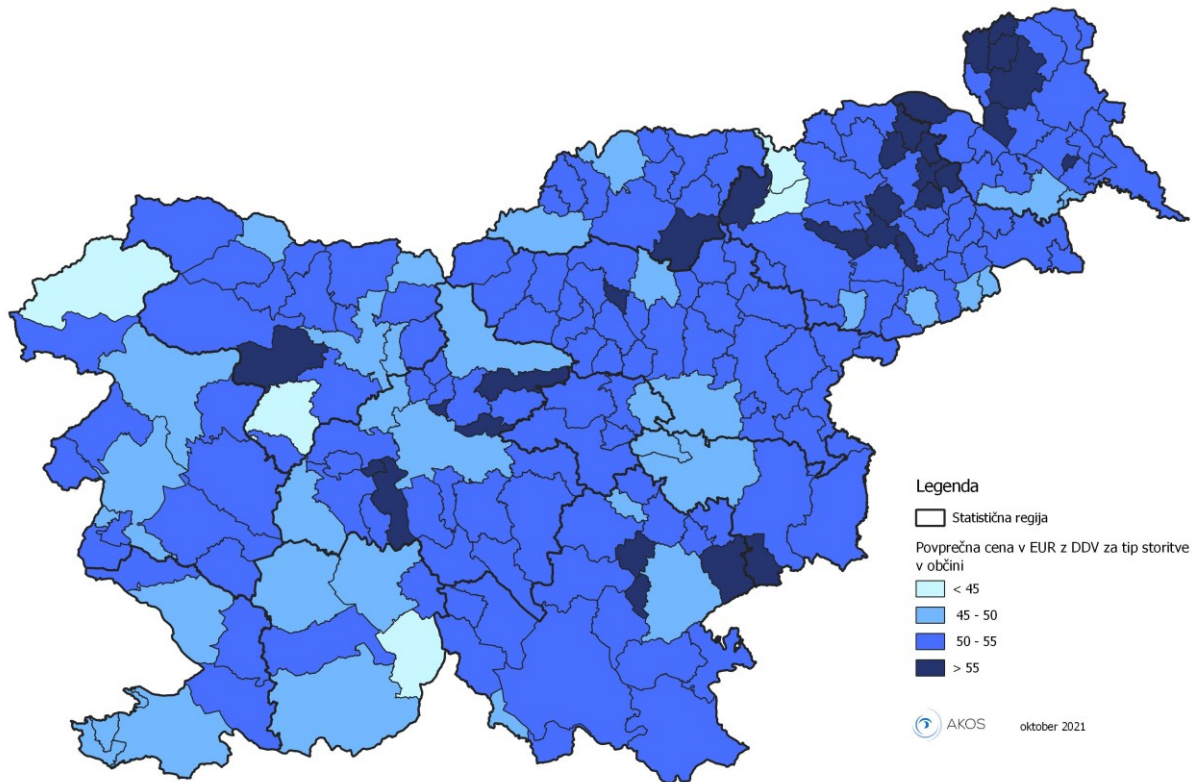 Legenda
Statistična regija
Povprečna cena v EUR z DDV za tip storitve
v občini
< 45
45 - 50
50 - 55
> 55
AKOS
oktober 2021